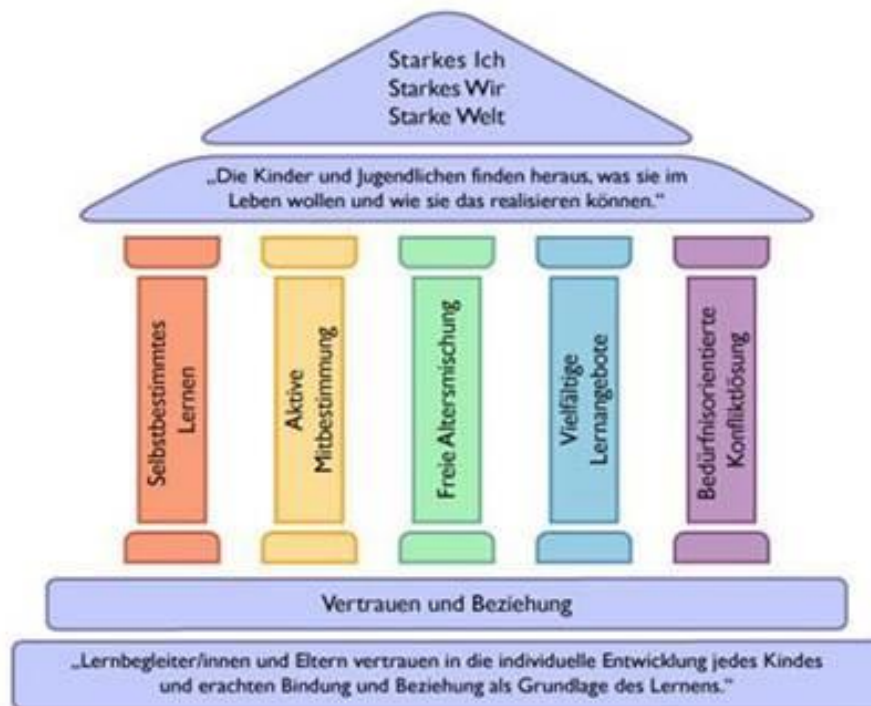 Starkes Ich
Starkes Wir
Starke Welt
„Die Kinder und Jugendlichen finden heraus, was sie im
Leben wollen und wie sie das realisieren können.“
Selbstbestimmtes
Lernen
Aktive
Mitbestimmung
Freie Altersmischung
Vielfältige
Lernangebote
Bedürfnisorientierte
Konfliktlösung
Vertrauen und Beziehung
„Lernbegleiter/innen und Eltern vertrauen in die individuelle Entwicklung jedes Kindes
und erachten Bindung und Beziehung als Grundlage des Lernens.“